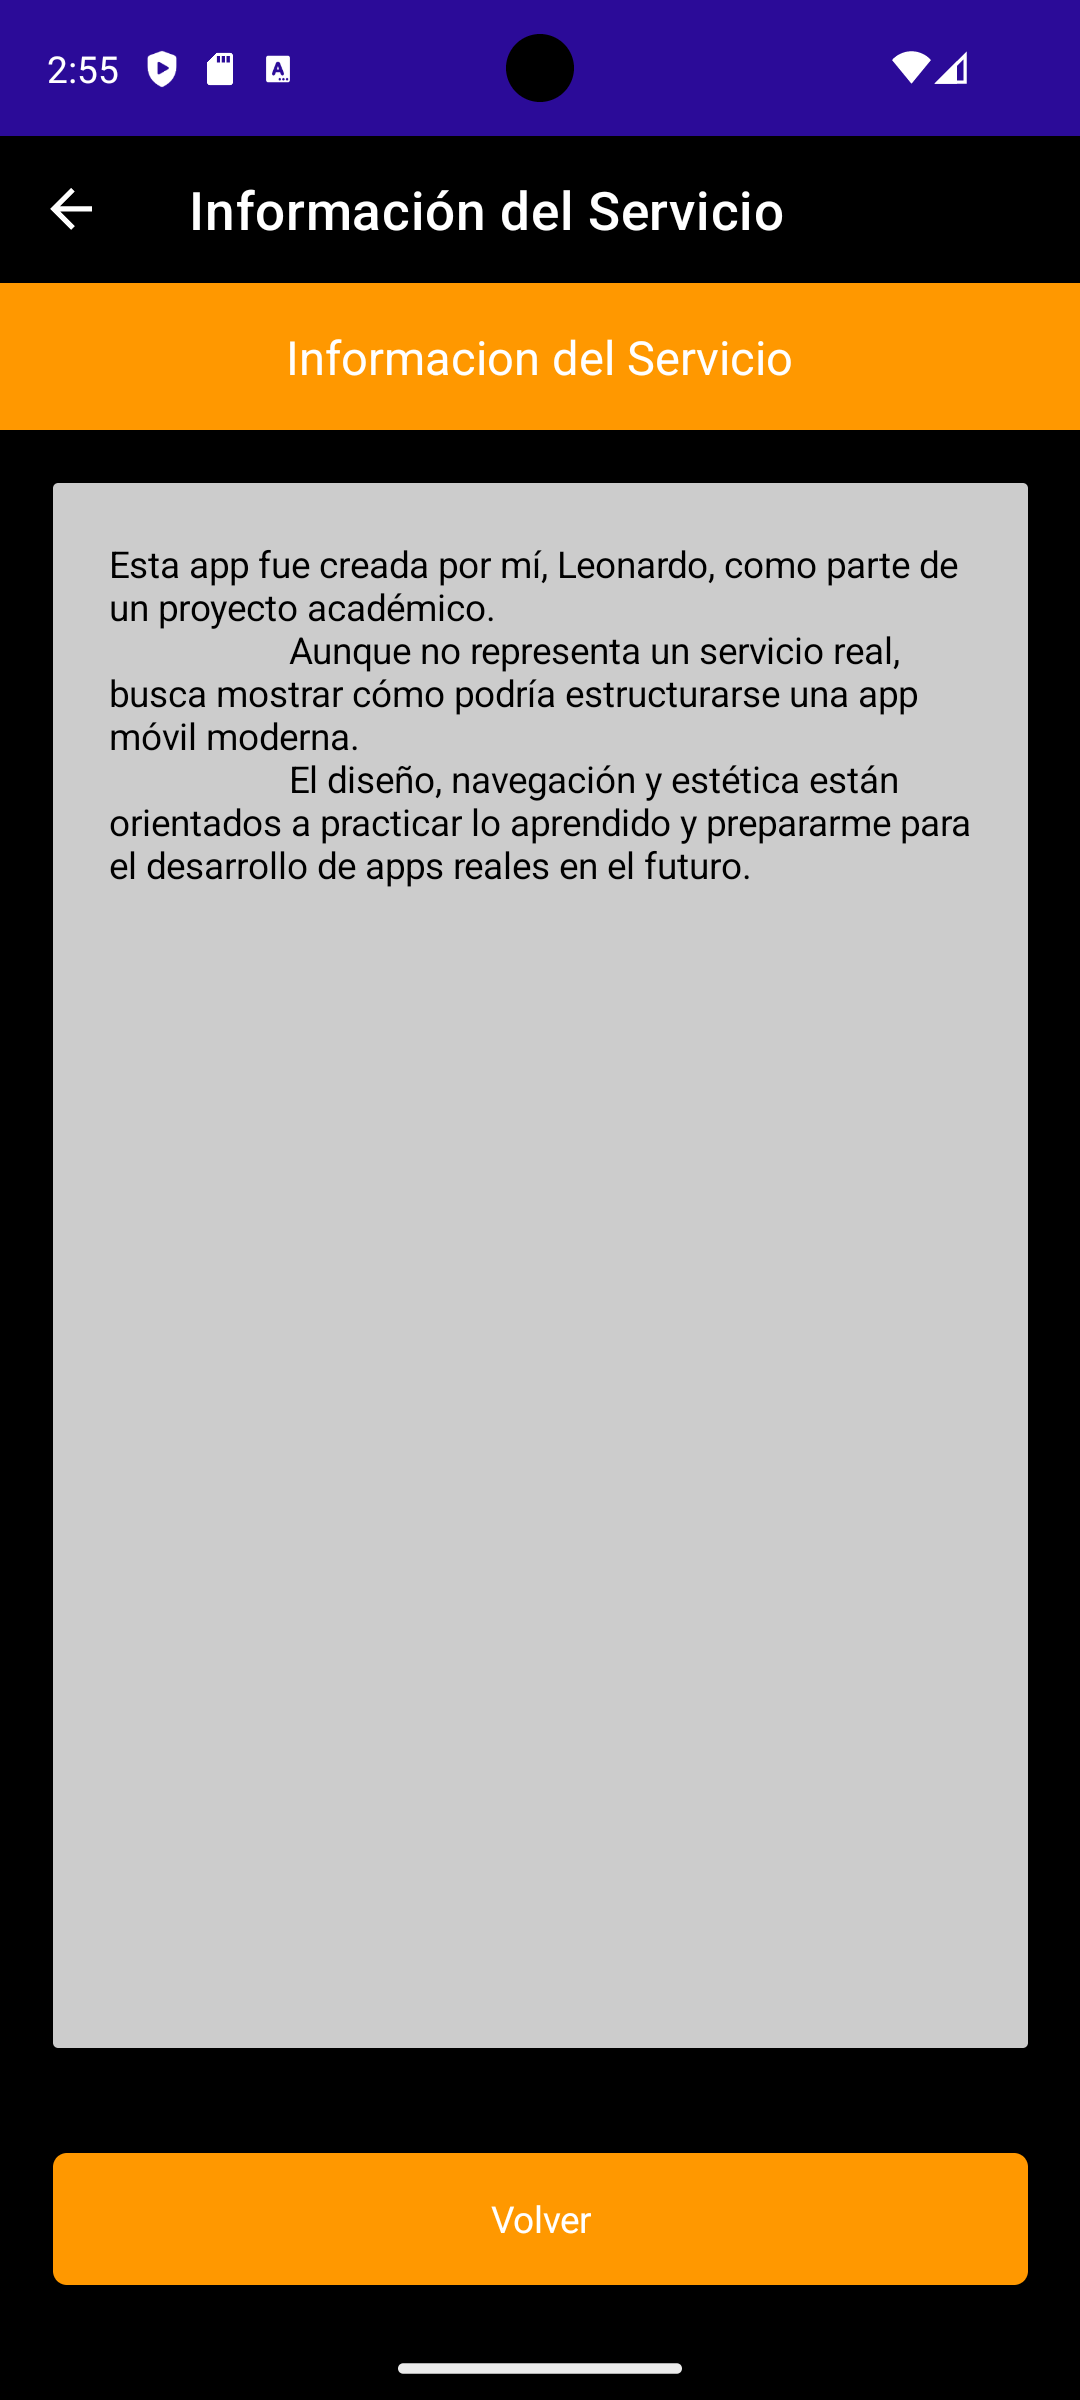 2:55
Información del Servicio
Informacion del Servicio
Esta app fue creada por mí, Leonardo, como parte de
un proyecto académico.
Aunque no representa un servicio real,
busca mostrar cómo podría estructurarse una app
móvil moderna.
El diseño, navegación y estética están
orientados a practicar lo aprendido y prepararme para
el desarrollo de apps reales en el futuro.
Volver